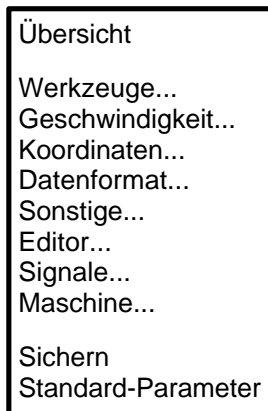 Übersicht
Werkzeuge...
Geschwindigkeit...
Koordinaten...
Datenformat...
Sonstige...
Editor...
Signale...
Maschine...
Sichern
Standard-Parameter